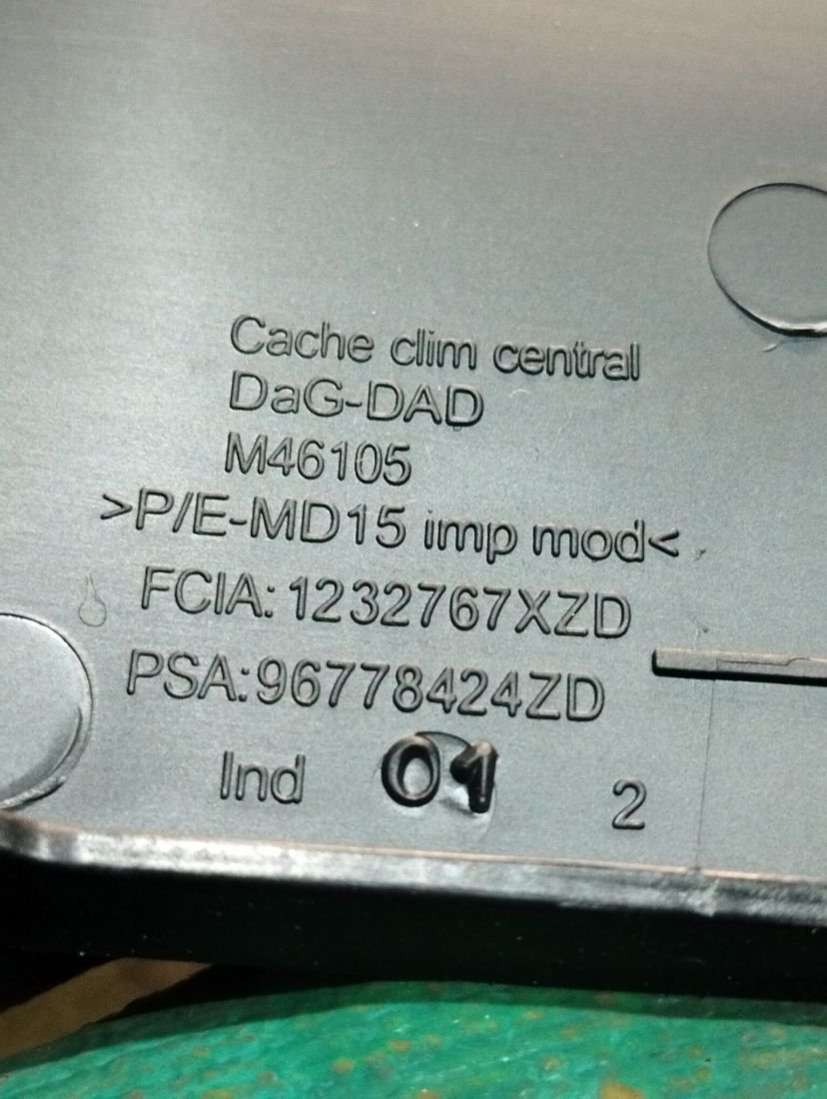 Cache clim central
DaG-DAD
M46105
>P/E-MD15 imp mod<
FCIA:1232767XZD
PSA:96778424ZD
Ind 01 2